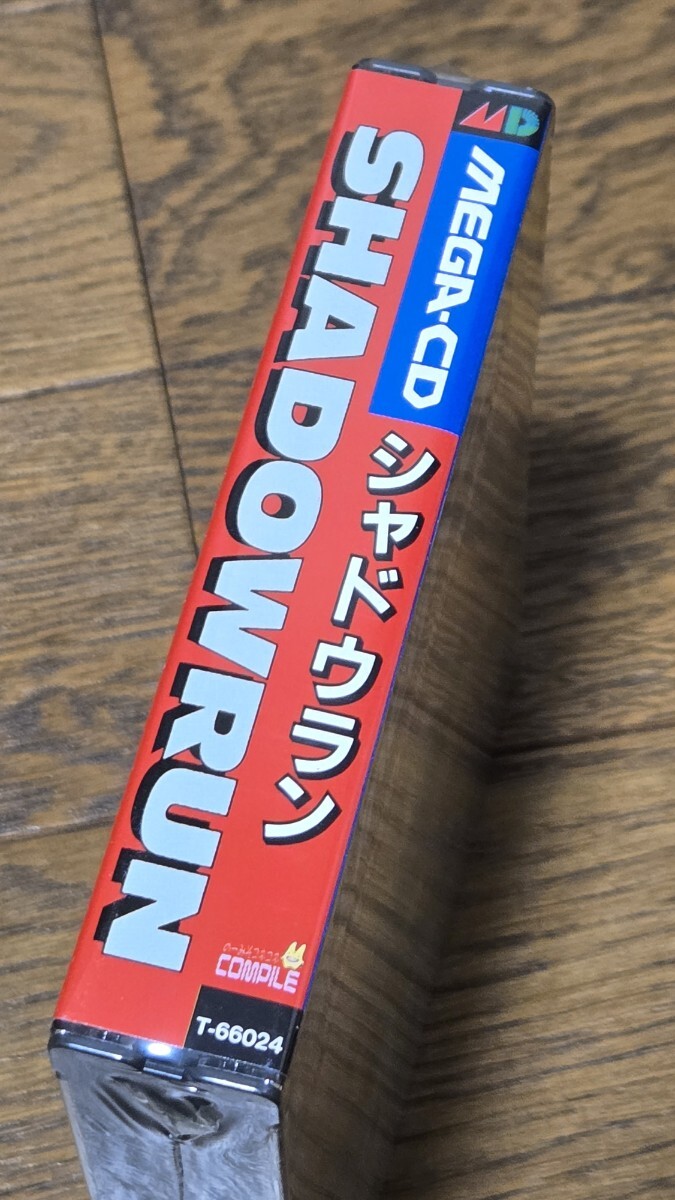 MD
MEGA-CD
SHADOWRUN
シャドウラン
COMPILE
T-66024